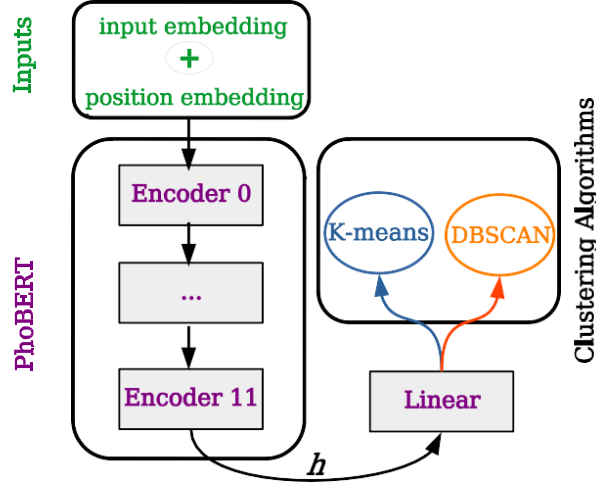 Inputs
input embedding
+
position embedding
PhoBERT
Encoder 0
...
Encoder 11
h
Linear
K-means
DBSCAN
Clustering Algorithms